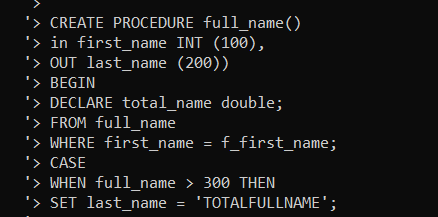 >
'> CREATE PROCEDURE full_name()
'> in first_name INT (100),
'> OUT last_name (200))
'> BEGIN
'> DECLARE total_name double;
'> FROM full_name
'> WHERE first_name = f_first_name;
'> CASE
'> WHEN full_name > 300 THEN
'> SET last_name = 'TOTALFULLNAME';